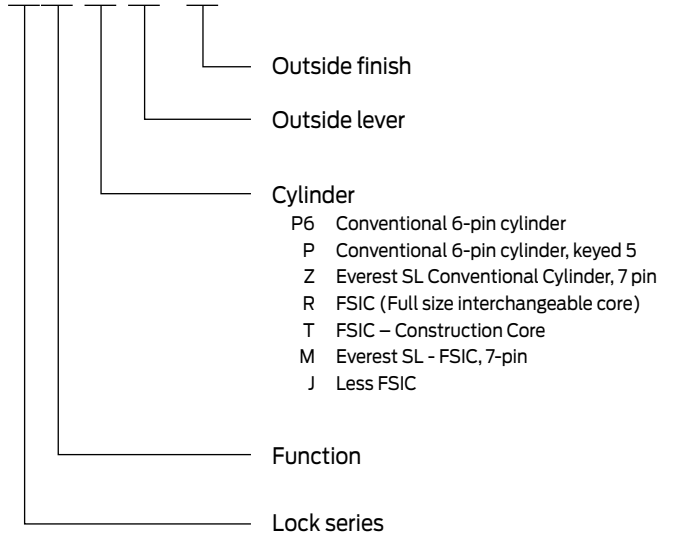 Outside finish
Outside lever
Cylinder
P6 Conventional 6-pin cylinder
P Conventional 6-pin cylinder, keyed 5
Z Everest SL Conventional Cylinder, 7 pin
R FSIC (Full size interchangeable core)
T FSIC – Construction Core
M Everest SL - FSIC, 7-pin
J Less FSIC
Function
Lock series